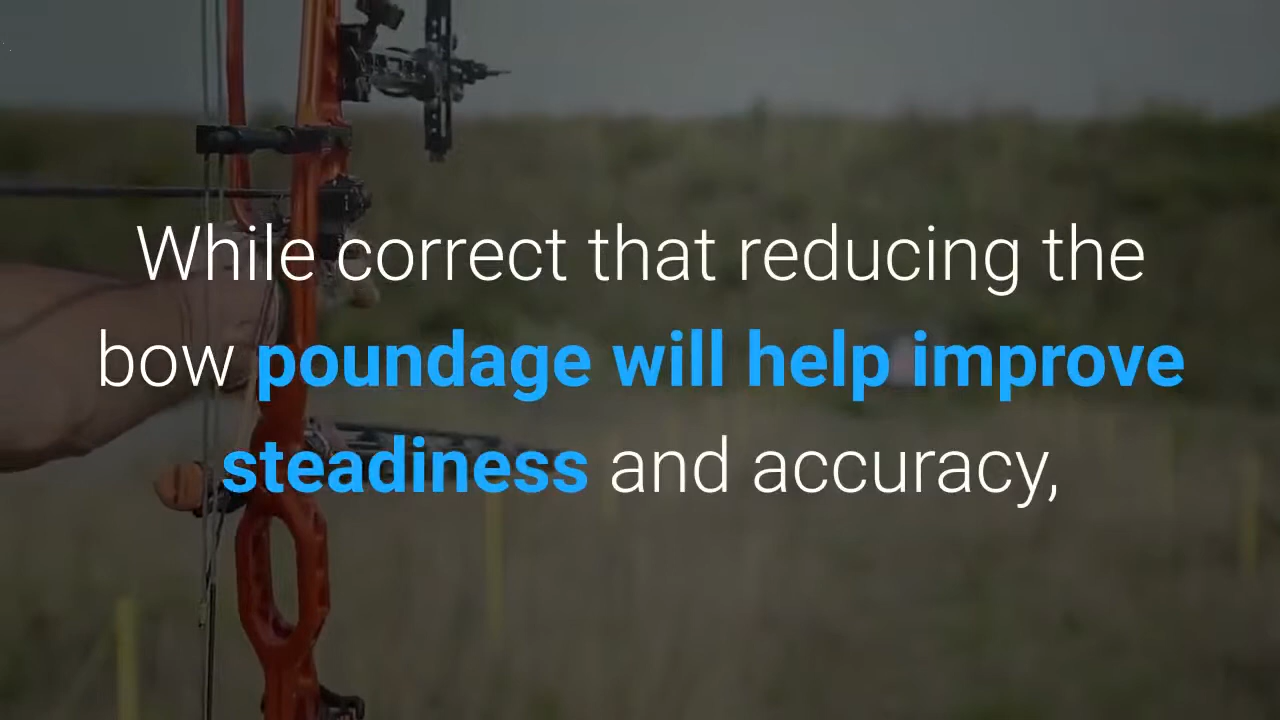 While correct that reducing the
bow poundage will help improve
steadiness and accuracy,